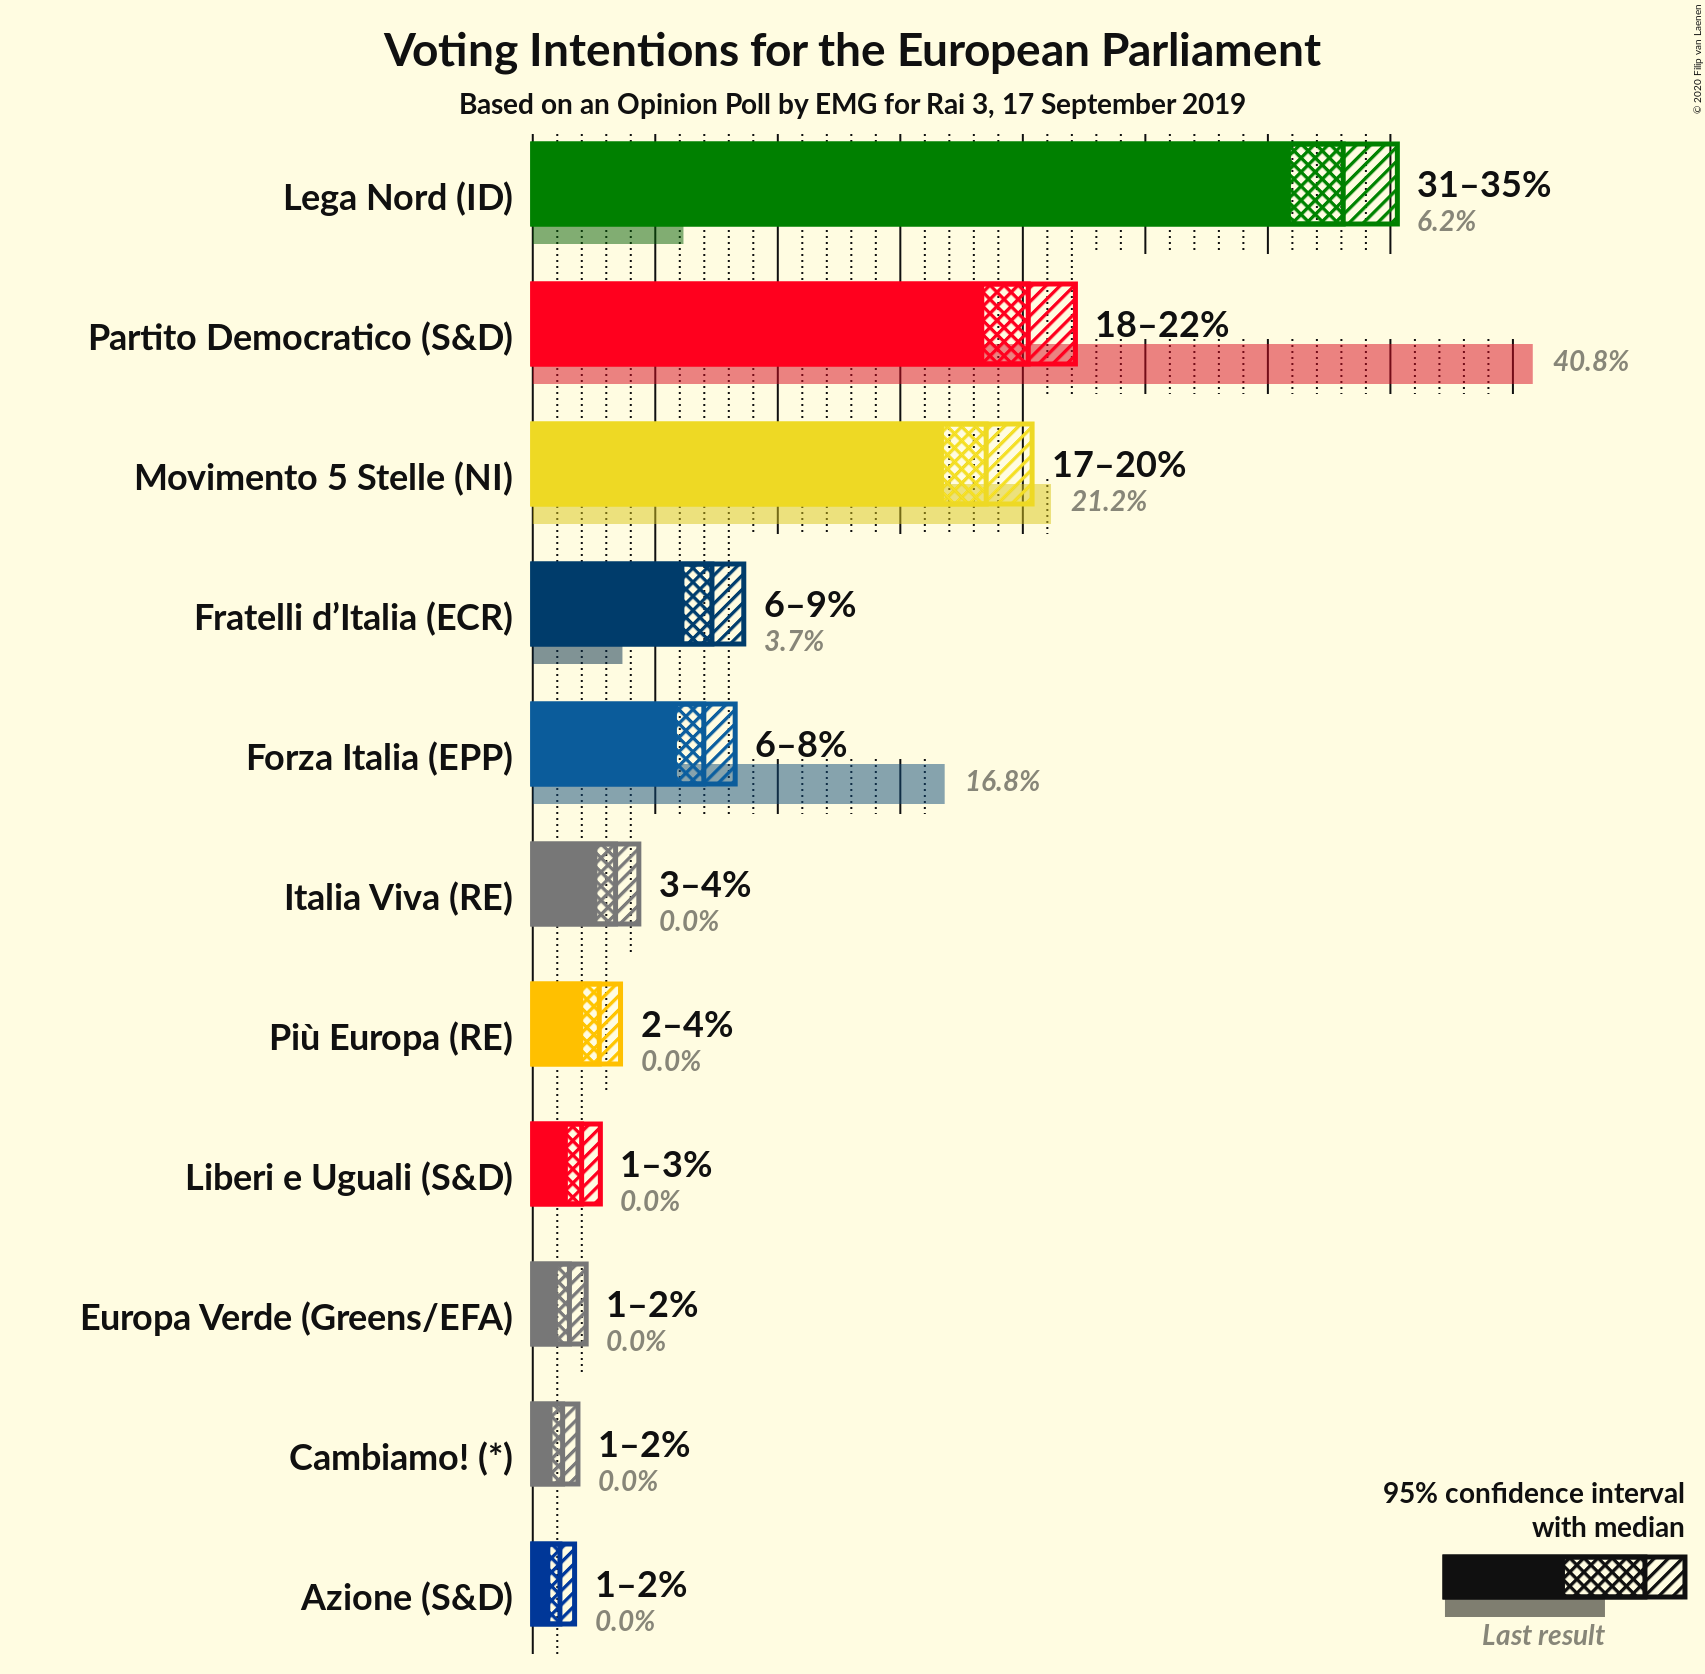 Voting Intentions for the European Parliament
Based on an Opinion Poll by EMG for Rai 3, 17 September 2019
© 2020 Filip van Laenen
Lega Nord (ID)
31–35%
6.2%
Partito Democratico (S&D)
18–22%
40.8%
Movimento 5 Stelle (NI)
17–20%
21.2%
Fratelli d’Italia (ECR)
6–9%
3.7%
Forza Italia (EPP)
6–8%
16.8%
Italia Viva (RE)
3–4%
0.0%
Più Europa (RE)
2–4%
0.0%
Liberi e Uguali (S&D)
1–3%
0.0%
Europa Verde (Greens/EFA)
1–2%
0.0%
Cambiamo! (*)
1–2%
0.0%
Azione (S&D)
1–2%
0.0%
95% confidence interval
with median
Last result